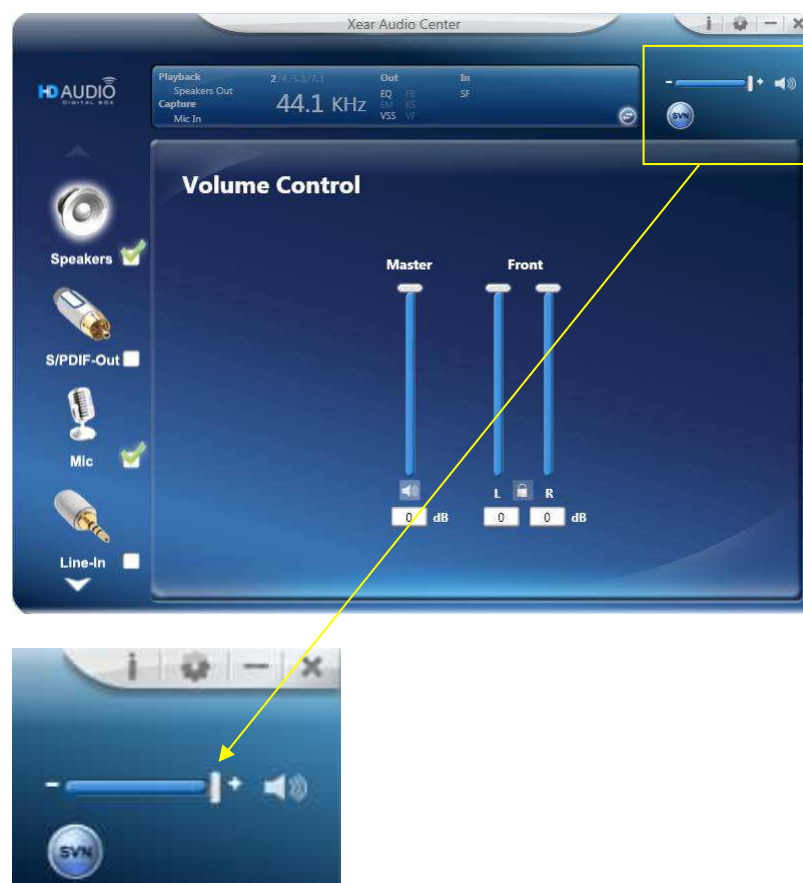 Xear Audio Center
i
HD AUDIO
DIGITAL BOX
Playback 2/4/5.1/7.1 Out In
Speakers Out EQ FB SF
Capture 44.1 KHz EM KS
Mic In VSS VF
- +
SVN
Volume Control
Speakers
Master Front
S/PDIF-Out
Mic
L R
0 dB 0 0 dB
Line-In
i
- +
SVN